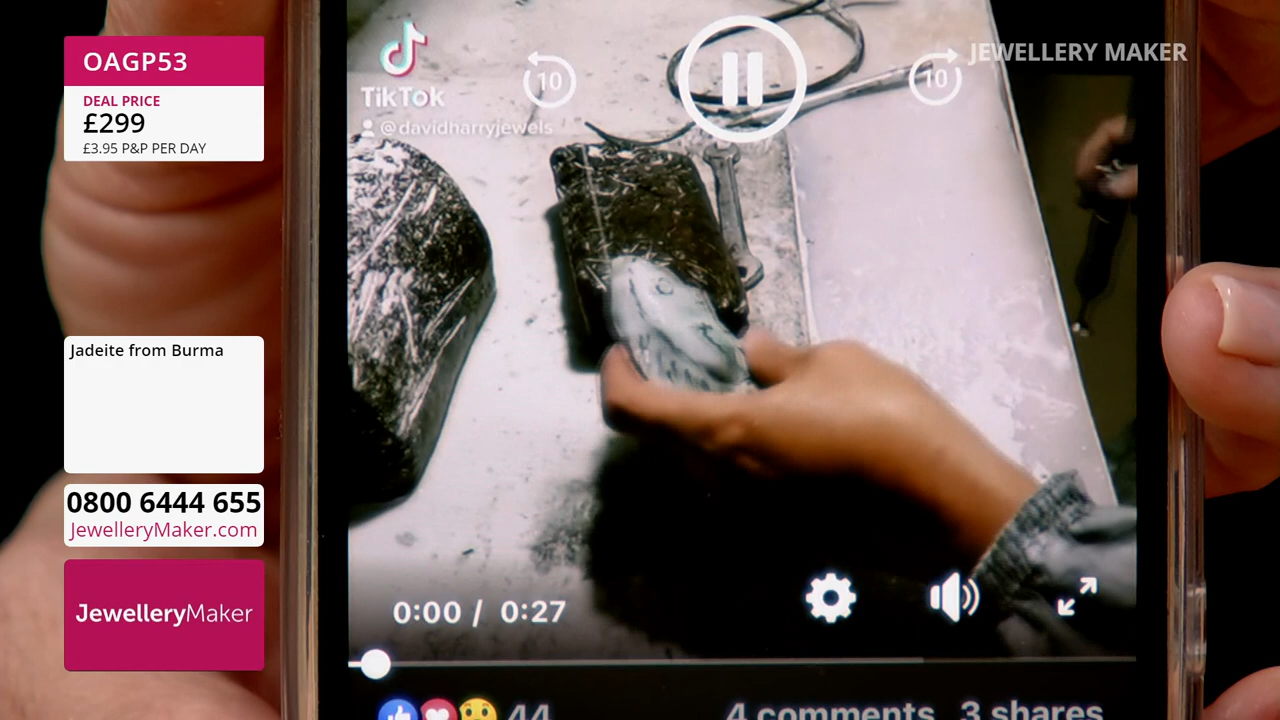 OAGP53
DEAL PRICE
£299
£3.95 P&P PER DAY
Jadeite from Burma
0800 6444 655
JewelleryMaker.com
JewelleryMaker
JEWELLERY MAKER
TikTok
@davidharryjewels
10
10
0:00 / 0:27
44
4 comments
3 shares